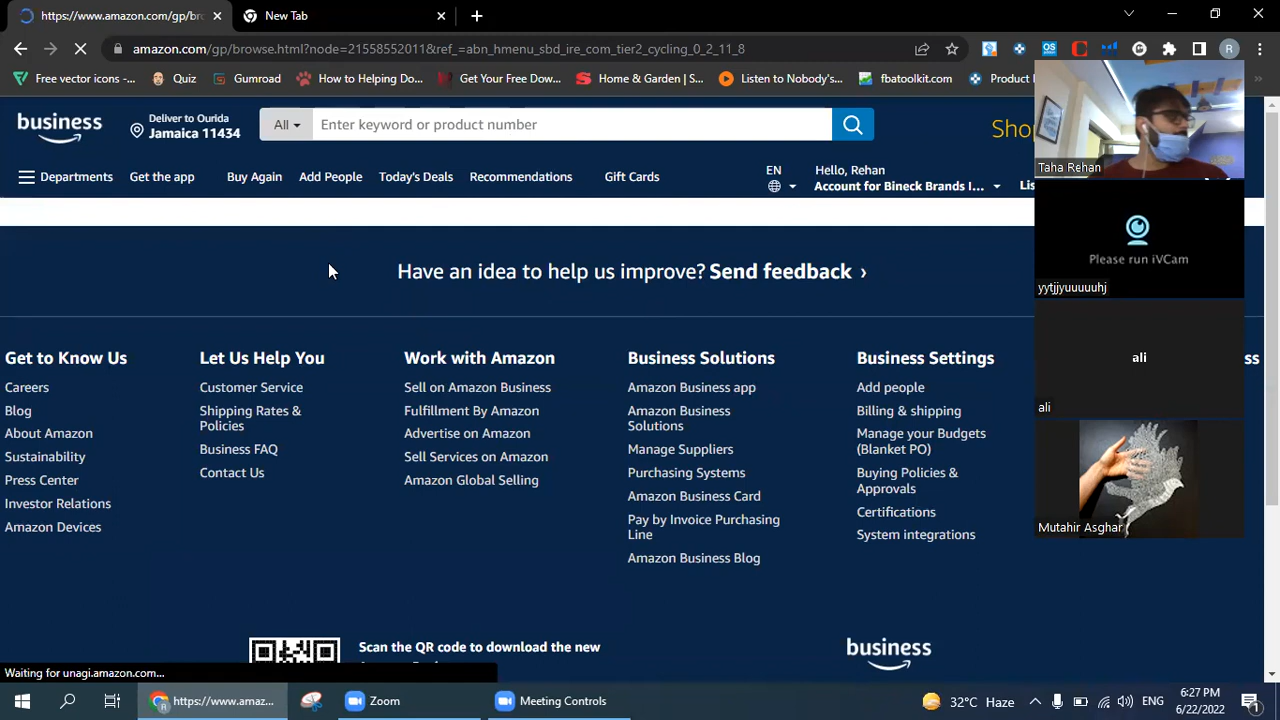 https://www.amazon.com/gp/br
New Tab
amazon.com/gp/browse.html?node=21558552011&ref_=abn_hmenu_sbd_ire_com_tier2_cycling_0_2_11_8
OS
R
Free vector icons -...
Quiz
Gumroad
How to Helping Do...
Get Your Free Dow...
Home & Garden | S...
Listen to Nobody's...
fbatoolkit.com
Product
business
Deliver to Ourida
Jamaica 11434
All
Enter keyword or product number
Departments
Get the app
Buy Again
Add People
Today's Deals
Recommendations
Gift Cards
EN
Hello, Rehan
Account for Bineck Brands I...
Have an idea to help us improve? Send feedback ›
Get to Know Us
Careers
Blog
About Amazon
Sustainability
Press Center
Investor Relations
Amazon Devices
Let Us Help You
Customer Service
Shipping Rates &
Policies
Business FAQ
Contact Us
Work with Amazon
Sell on Amazon Business
Fulfillment By Amazon
Advertise on Amazon
Sell Services on Amazon
Amazon Global Selling
Business Solutions
Amazon Business app
Amazon Business
Solutions
Manage Suppliers
Purchasing Systems
Amazon Business Card
Pay by Invoice Purchasing
Line
Amazon Business Blog
Business Settings
Add people
Billing & shipping
Manage your Budgets
(Blanket PO)
Buying Policies &
Approvals
Certifications
System integrations
Taha Rehan
Please run iVCam
yytjjyuuuuuhj
ali
ali
Mutahir Asghar
Scan the QR code to download the new
business
Waiting for unagi.amazon.com...
https://www.amaz...
Zoom
Meeting Controls
32°C Haze
ENG
6:27 PM
6/22/2022
1